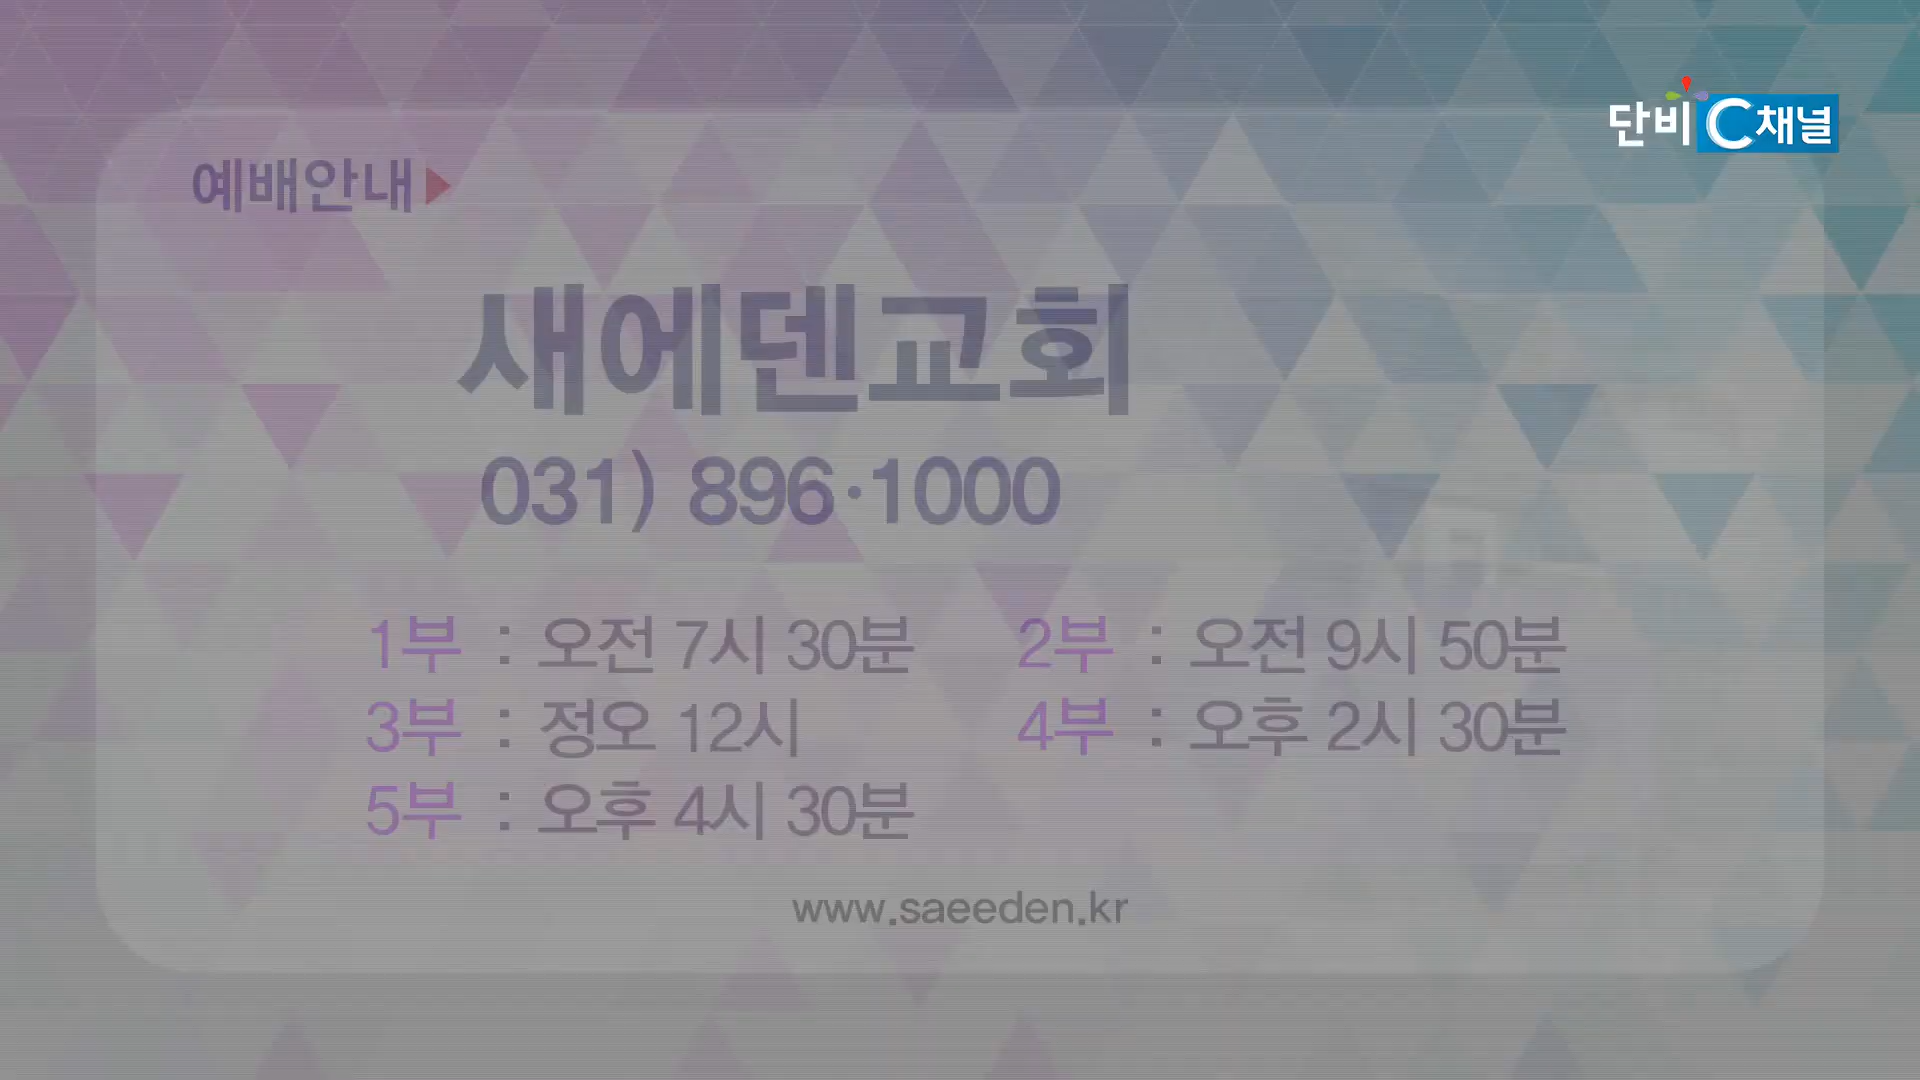 단비 C채널
예배안내
새에덴교회
031) 896·1000
1부 : 오전 7시 30분 2부 : 오전 9시 50분
3부 : 정오 12시 4부 : 오후 2시 30분
5부 : 오후 4시 30분
www.saeeden.kr